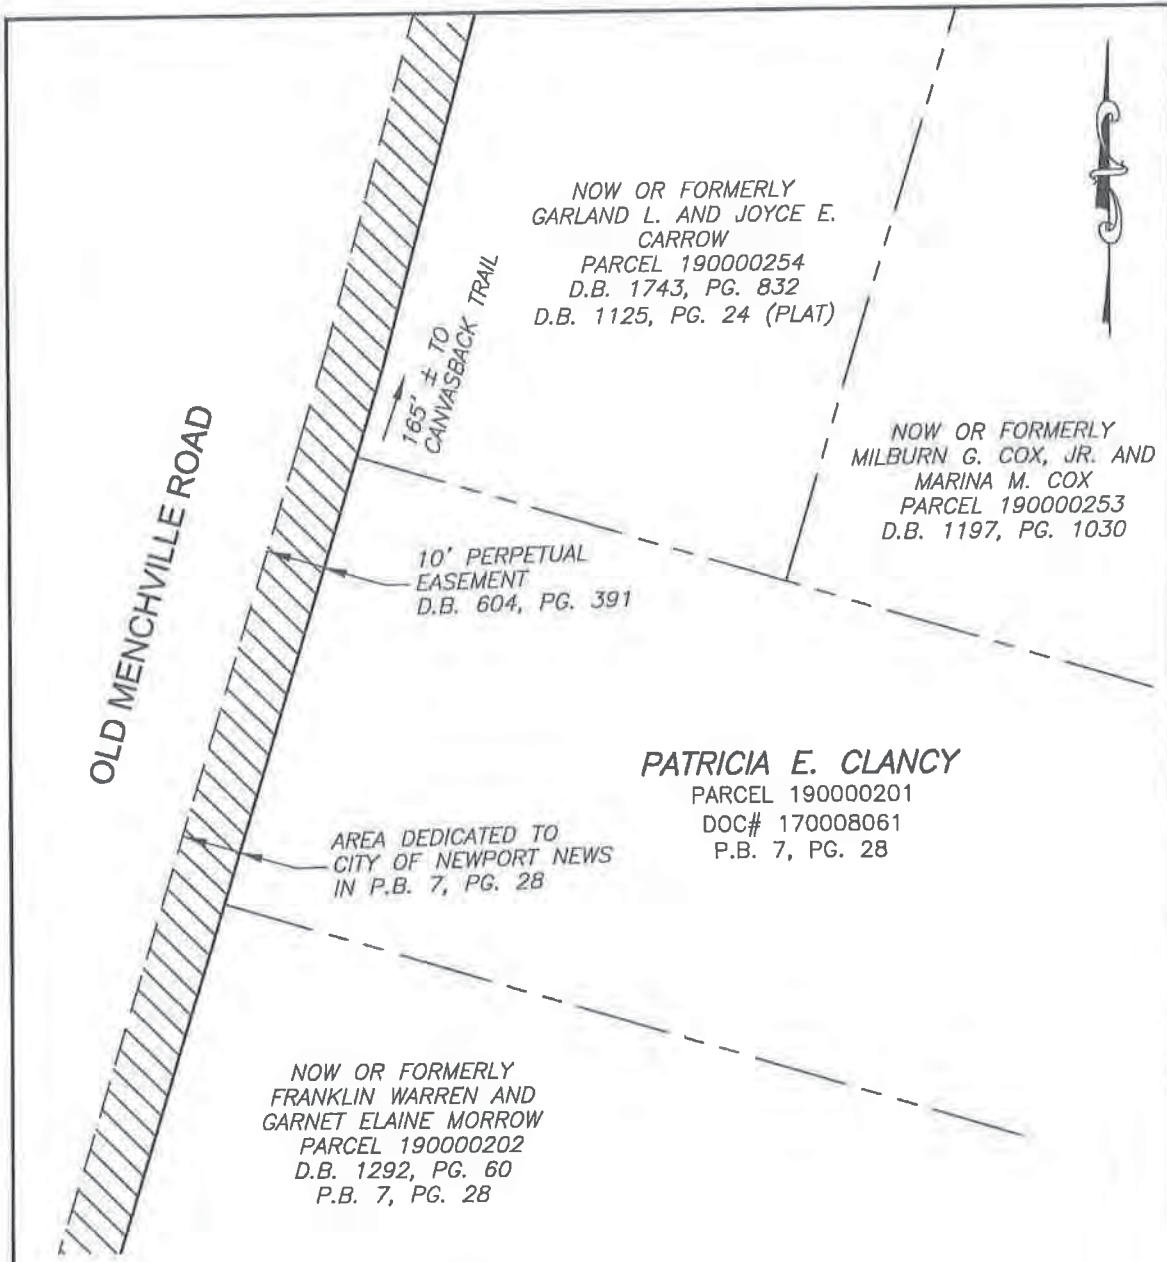 NOW OR FORMERLY
GARLAND L. AND JOYCE E.
CARROW
PARCEL 190000254
D.B. 1743, PG. 832
D.B. 1125, PG. 24 (PLAT)
165' ± TO
CANVASBACK TRAIL
NOW OR FORMERLY
MILBURN G. COX, JR. AND
MARINA M. COX
PARCEL 190000253
D.B. 1197, PG. 1030
OLD MENCHVILLE ROAD
10' PERPETUAL
EASEMENT
D.B. 604, PG. 391
PATRICIA E. CLANCY
PARCEL 190000201
DOC# 170008061
P.B. 7, PG. 28
AREA DEDICATED TO
CITY OF NEWPORT NEWS
IN P.B. 7, PG. 28
NOW OR FORMERLY
FRANKLIN WARREN AND
GARNET ELAINE MORROW
PARCEL 190000202
D.B. 1292, PG. 60
P.B. 7, PG. 28